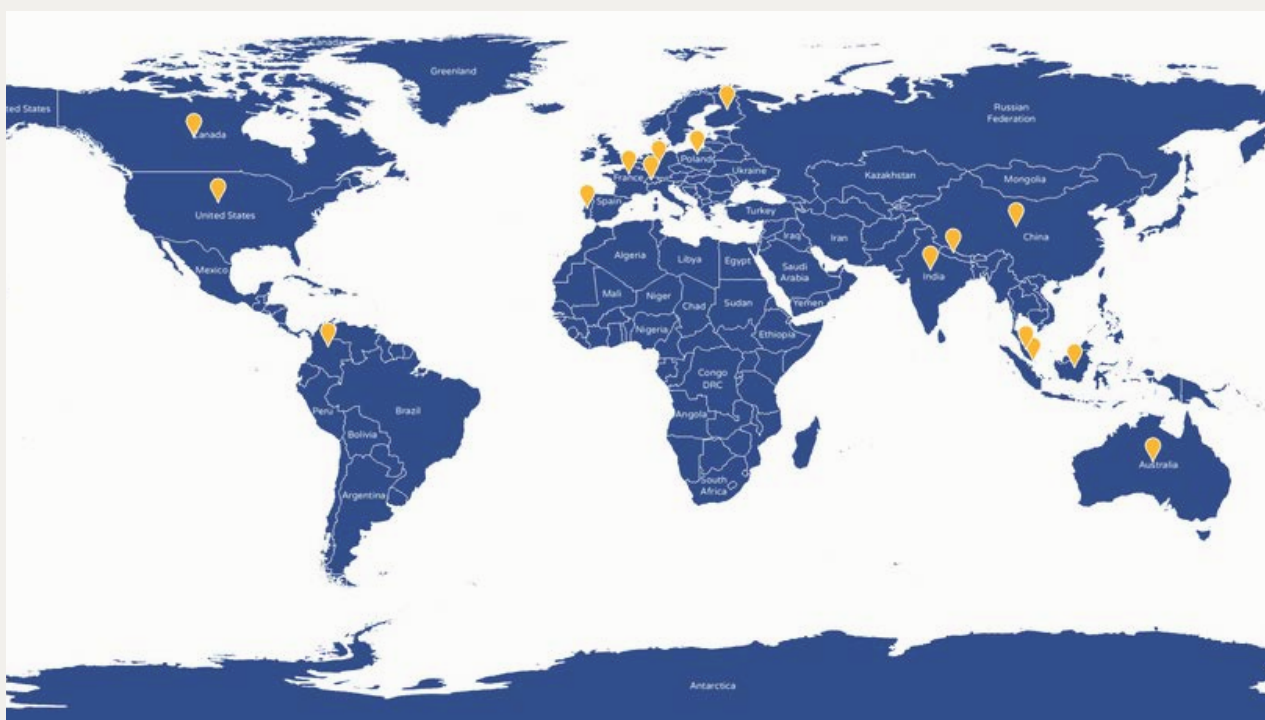 Canada
Greenland
ted States
Canada
Russian
Federation
Poland
Ukraine
France
Kazakhstan
Mongolia
Spain
United States
Turkey
China
Iraq
Iran
Algeria
Libya
Egypt
Saudi
Arabia
Mexico
India
Mali
Niger
Chad
Sudan
Yemen
Nigeria
Ethiopia
Congo
DRC
Peru
Brazil
Angola
Bolivia
Australia
South
Africa
Argentina
Antarctica